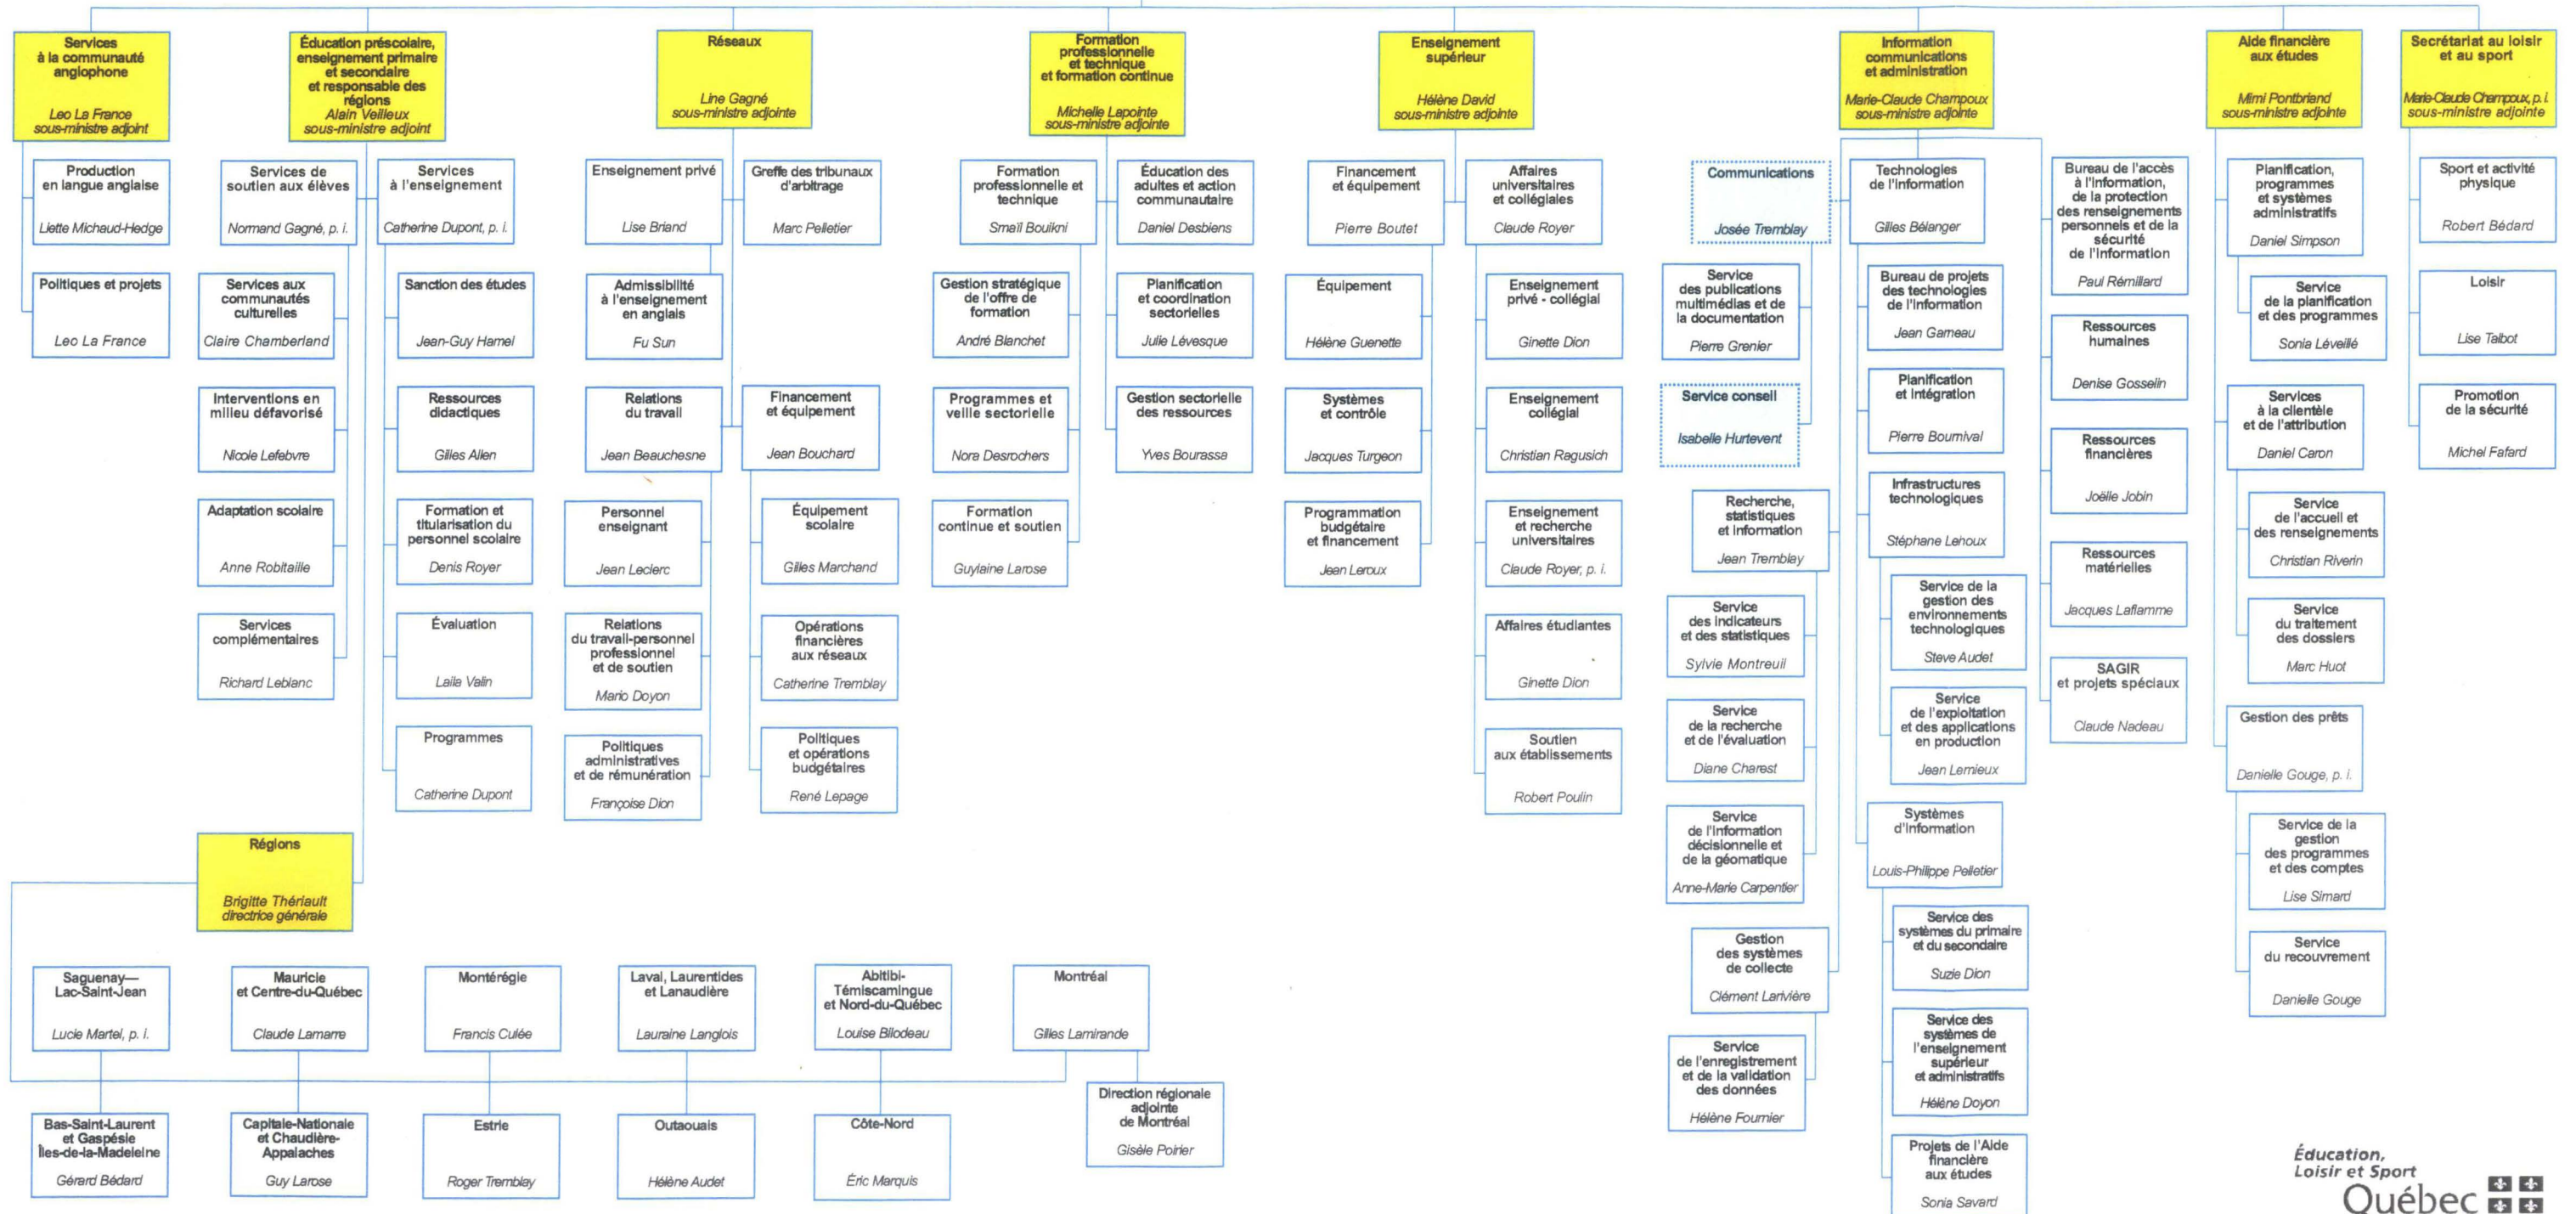 Services
à la communauté
anglophone
Leo La France
sous-ministre adjoint
Production
en langue anglaise
Liette Michaud-Hedge
Politiques et projets
Leo La France
Éducation préscolaire,
enseignement primaire
et secondaire
et responsable des
régions
Alain Veilleux
sous-ministre adjoint
Services de
soutien aux élèves
Normand Gagné, p. i.
Services aux
communautés
culturelles
Claire Chamberland
Interventions en
milieu défavorisé
Nicole Lefebvre
Adaptation scolaire
Anne Robitaille
Services
complémentaires
Richard Leblanc
Services
à l'enseignement
Catherine Dupont, p. i.
Sanction des études
Jean-Guy Hamel
Ressources
didactiques
Gilles Allen
Formation et
titularisation du
personnel scolaire
Denis Royer
Évaluation
Laila Valin
Programmes
Catherine Dupont
Régions
Brigitte Thériault
directrice générale
Saguenay—
Lac-Saint-Jean
Lucie Martel, p. i.
Mauricie
et Centre-du-Québec
Claude Lamarre
Montérégie
Francis Culée
Laval, Laurentides
et Lanaudière
Lauraine Langlois
Abitibi-
Témiscamingue
et Nord-du-Québec
Louise Bilodeau
Montréal
Gilles Lamirande
Bas-Saint-Laurent
et Gaspésie
Îles-de-la-Madeleine
Gérard Bédard
Capitale-Nationale
et Chaudière-
Appalaches
Guy Larose
Estrie
Roger Tremblay
Outaouais
Hélène Audet
Côte-Nord
Éric Marquis
Direction régionale
adjointe
de Montréal
Gisèle Poirier
Réseaux
Line Gagné
sous-ministre adjointe
Enseignement privé
Lise Briand
Admissibilité
à l'enseignement
en anglais
Fu Sun
Greffe des tribunaux
d'arbitrage
Marc Pelletier
Relations
du travail
Jean Beauchesne
Personnel
enseignant
Jean Leclerc
Relations
du travail-personnel
professionnel
et de soutien
Mario Doyon
Politiques
administratives
et de rémunération
Françoise Dion
Financement
et équipement
Jean Bouchard
Équipement
scolaire
Gilles Marchand
Opérations
financières
aux réseaux
Catherine Tremblay
Politiques
et opérations
budgétaires
René Lepage
Formation
professionnelle
et technique
et formation continue
Michelle Lapointe
sous-ministre adjointe
Formation
professionnelle et
technique
Smaïl Bouikni
Gestion stratégique
de l'offre de
formation
André Blanchet
Programmes et
veille sectorielle
Nora Desrochers
Formation
continue et soutien
Guylaine Larose
Éducation des
adultes et action
communautaire
Daniel Desbiens
Planification
et coordination
sectorielles
Julie Lévesque
Gestion sectorielle
des ressources
Yves Bourassa
Enseignement
supérieur
Hélène David
sous-ministre adjointe
Financement
et équipement
Pierre Boutet
Équipement
Hélène Guenette
Systèmes
et contrôle
Jacques Turgeon
Programmation
budgétaire
et financement
Jean Leroux
Affaires
universitaires
et collégiales
Claude Royer
Enseignement
privé - collégial
Ginette Dion
Enseignement
collégial
Christian Ragusich
Enseignement
et recherche
universitaires
Claude Royer, p. i.
Affaires étudiantes
Ginette Dion
Soutien
aux établissements
Robert Poulin
Information
communications
et administration
Marie-Claude Champoux
sous-ministre adjointe
Communications
Josée Tremblay
Service
des publications
multimédias et de
la documentation
Pierre Grenier
Service conseil
Isabelle Hurtevent
Recherche,
statistiques
et information
Jean Tremblay
Service
des indicateurs
et des statistiques
Sylvie Montreuil
Service
de la recherche
et de l'évaluation
Diane Charest
Service
de l'information
décisionnelle et
de la géomatique
Anne-Marie Carpentier
Gestion
des systèmes
de collecte
Clément Larivière
Service
de l'enregistrement
et de la validation
des données
Hélène Fournier
Technologies
de l'information
Gilles Bélanger
Bureau de projets
des technologies
de l'information
Jean Garneau
Planification
et intégration
Pierre Bournival
Infrastructures
technologiques
Stéphane Lehoux
Service de la
gestion des
environnements
technologiques
Steve Audet
Service
de l'exploitation
et des applications
en production
Jean Lemieux
Systèmes
d'information
Louis-Philippe Pelletier
Service des
systèmes du primaire
et du secondaire
Suzie Dion
Service des
systèmes de
l'enseignement
supérieur
et administratifs
Hélène Doyon
Projets de l'Aide
financière
aux études
Sonia Savard
Bureau de l'accès
à l'information,
de la protection
des renseignements
personnels et de la
sécurité
de l'information
Paul Rémillard
Ressources
humaines
Denise Gosselin
Ressources
financières
Joëlle Jobin
Ressources
matérielles
Jacques Laflamme
SAGIR
et projets spéciaux
Claude Nadeau
Aide financière
aux études
Mimi Pontbriand
sous-ministre adjointe
Planification,
programmes
et systèmes
administratifs
Daniel Simpson
Service
de la planification
et des programmes
Sonia Léveillé
Services
à la clientèle
et de l'attribution
Daniel Caron
Service
de l'accueil et
des renseignements
Christian Riverin
Service
du traitement
des dossiers
Marc Huot
Gestion des prêts
Danielle Gouge, p. i.
Service de la
gestion
des programmes
et des comptes
Lise Simard
Service
du recouvrement
Danielle Gouge
Secrétariat au loisir
et au sport
Marie-Claude Champoux, p. i.
sous-ministre adjointe
Sport et activité
physique
Robert Bédard
Loisir
Lise Talbot
Promotion
de la sécurité
Michel Fafard
Éducation,
Loisir et Sport
Québec